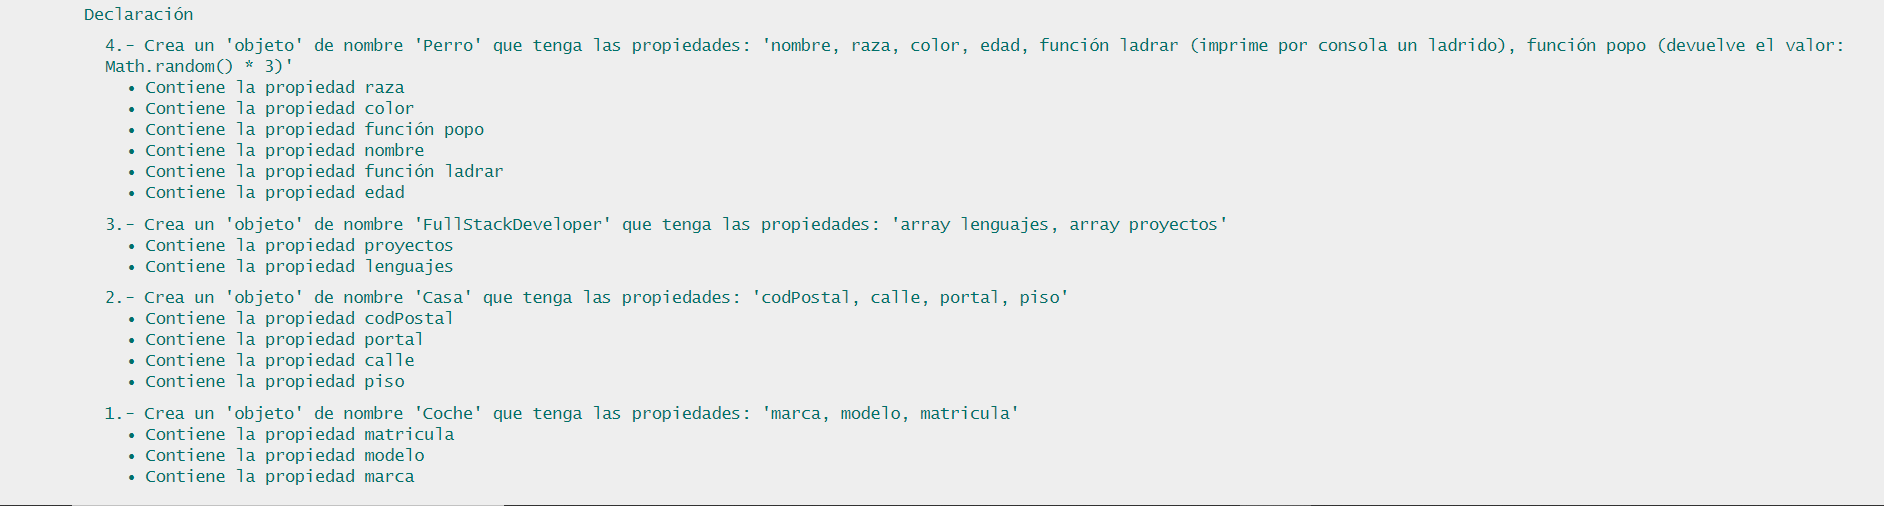 Declaración
4.- Crea un 'objeto' de nombre 'Perro' que tenga las propiedades: 'nombre, raza, color, edad, función ladrar (imprime por consola un ladrido), función popo (devuelve el valor:
Math.random() * 3)'
• Contiene la propiedad raza
• Contiene la propiedad color
• Contiene la propiedad función popo
• Contiene la propiedad nombre
• Contiene la propiedad función ladrar
• Contiene la propiedad edad
3.- Crea un 'objeto' de nombre 'FullStackDeveloper' que tenga las propiedades: 'array lenguajes, array proyectos'
• Contiene la propiedad proyectos
• Contiene la propiedad lenguajes
2.- Crea un 'objeto' de nombre 'Casa' que tenga las propiedades: 'codPostal, calle, portal, piso'
• Contiene la propiedad codPostal
• Contiene la propiedad portal
• Contiene la propiedad calle
• Contiene la propiedad piso
1.- Crea un 'objeto' de nombre 'Coche' que tenga las propiedades: 'marca, modelo, matricula'
• Contiene la propiedad matricula
• Contiene la propiedad modelo
• Contiene la propiedad marca